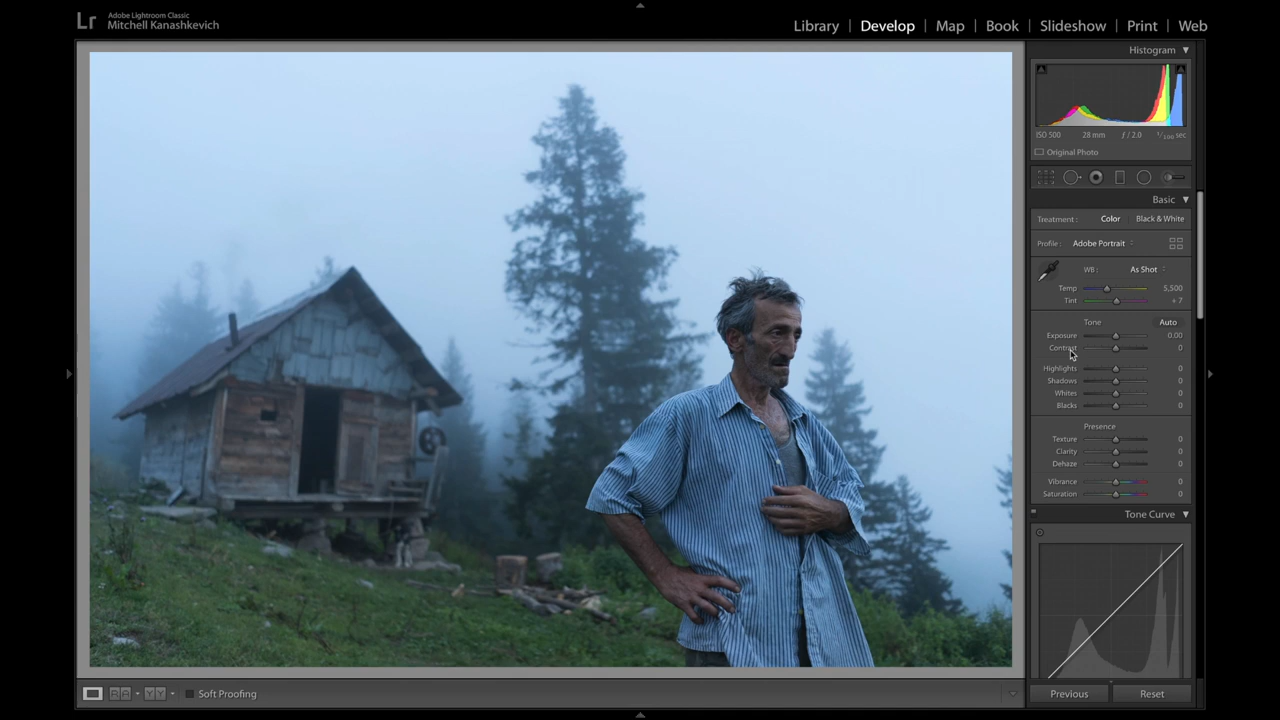 Lr
Adobe Lightroom Classic
Mitchell Kanashkevich
Library | Develop | Map | Book | Slideshow | Print | Web
Histogram
ISO 500 28 mm f / 2.0 1/100 sec
Original Photo
Basic
Treatment : Color Black & White
Profile : Adobe Portrait
WB : As Shot
Temp 5,500
Tint + 7
Tone Auto
Exposure 0.00
Contrast 0
Highlights 0
Shadows 0
Whites 0
Blacks 0
Presence
Texture 0
Clarity 0
Dehaze 0
Vibrance 0
Saturation 0
Tone Curve
R A Y Y Soft Proofing
Previous Reset